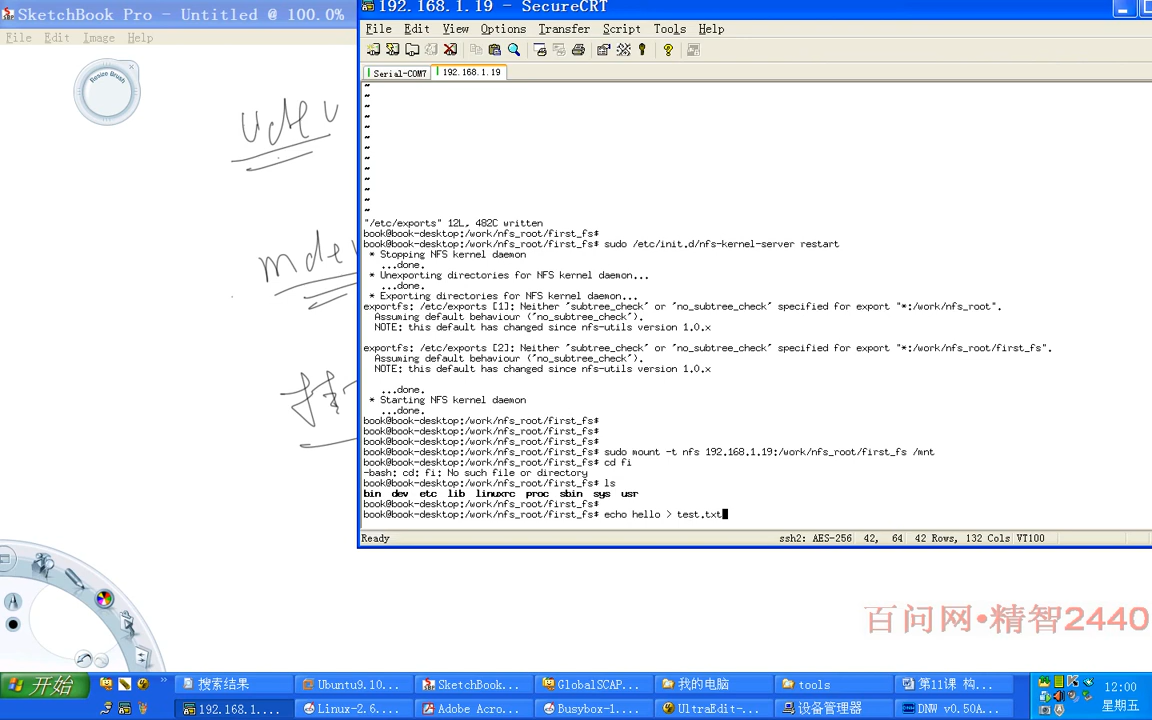 SketchBook Pro - Untitled @ 100.0%
File Edit Image Help
Resize Brush
udev
mdev
192.168.1.19 - SecureCRT
File Edit View Options Transfer Script Tools Help
Serial-COM7 192.168.1.19
~
~
~
~
~
~
~
~
~
~
~
~
~
"/etc/exports" 12L, 482C written
book@book-desktop:/work/nfs_root/first_fs$
book@book-desktop:/work/nfs_root/first_fs$ sudo /etc/init.d/nfs-kernel-server restart
* Stopping NFS kernel daemon
...done.
* Unexporting directories for NFS kernel daemon...
...done.
* Exporting directories for NFS kernel daemon...
exportfs: /etc/exports [1]: Neither 'subtree_check' or 'no_subtree_check' specified for export "*:/work/nfs_root".
Assuming default behaviour ('no_subtree_check').
NOTE: this default has changed since nfs-utils version 1.0.x
exportfs: /etc/exports [2]: Neither 'subtree_check' or 'no_subtree_check' specified for export "*:/work/nfs_root/first_fs".
Assuming default behaviour ('no_subtree_check').
NOTE: this default has changed since nfs-utils version 1.0.x
...done.
* Starting NFS kernel daemon
...done.
book@book-desktop:/work/nfs_root/first_fs$
book@book-desktop:/work/nfs_root/first_fs$
book@book-desktop:/work/nfs_root/first_fs$
book@book-desktop:/work/nfs_root/first_fs$ sudo mount -t nfs 192.168.1.19:/work/nfs_root/first_fs /mnt
book@book-desktop:/work/nfs_root/first_fs$ cd fi
-bash: cd: fi: No such file or directory
book@book-desktop:/work/nfs_root/first_fs$ ls
bin dev etc lib linuxrc proc sbin sys usr
book@book-desktop:/work/nfs_root/first_fs$
book@book-desktop:/work/nfs_root/first_fs$ echo hello > test.txt
Ready ssh2: AES-256 42, 64 42 Rows, 132 Cols VT100
百问网•精智2440
开始 搜索结果 Ubuntu9.10... SketchBook... GlobalSCAP... 我的电脑 tools 第11课 构... 12:00
192.168.1.... Linux-2.6... Adobe Acro... Busybox-1... UltraEdit-... 设备管理器 DNW v0.50A... 星期五